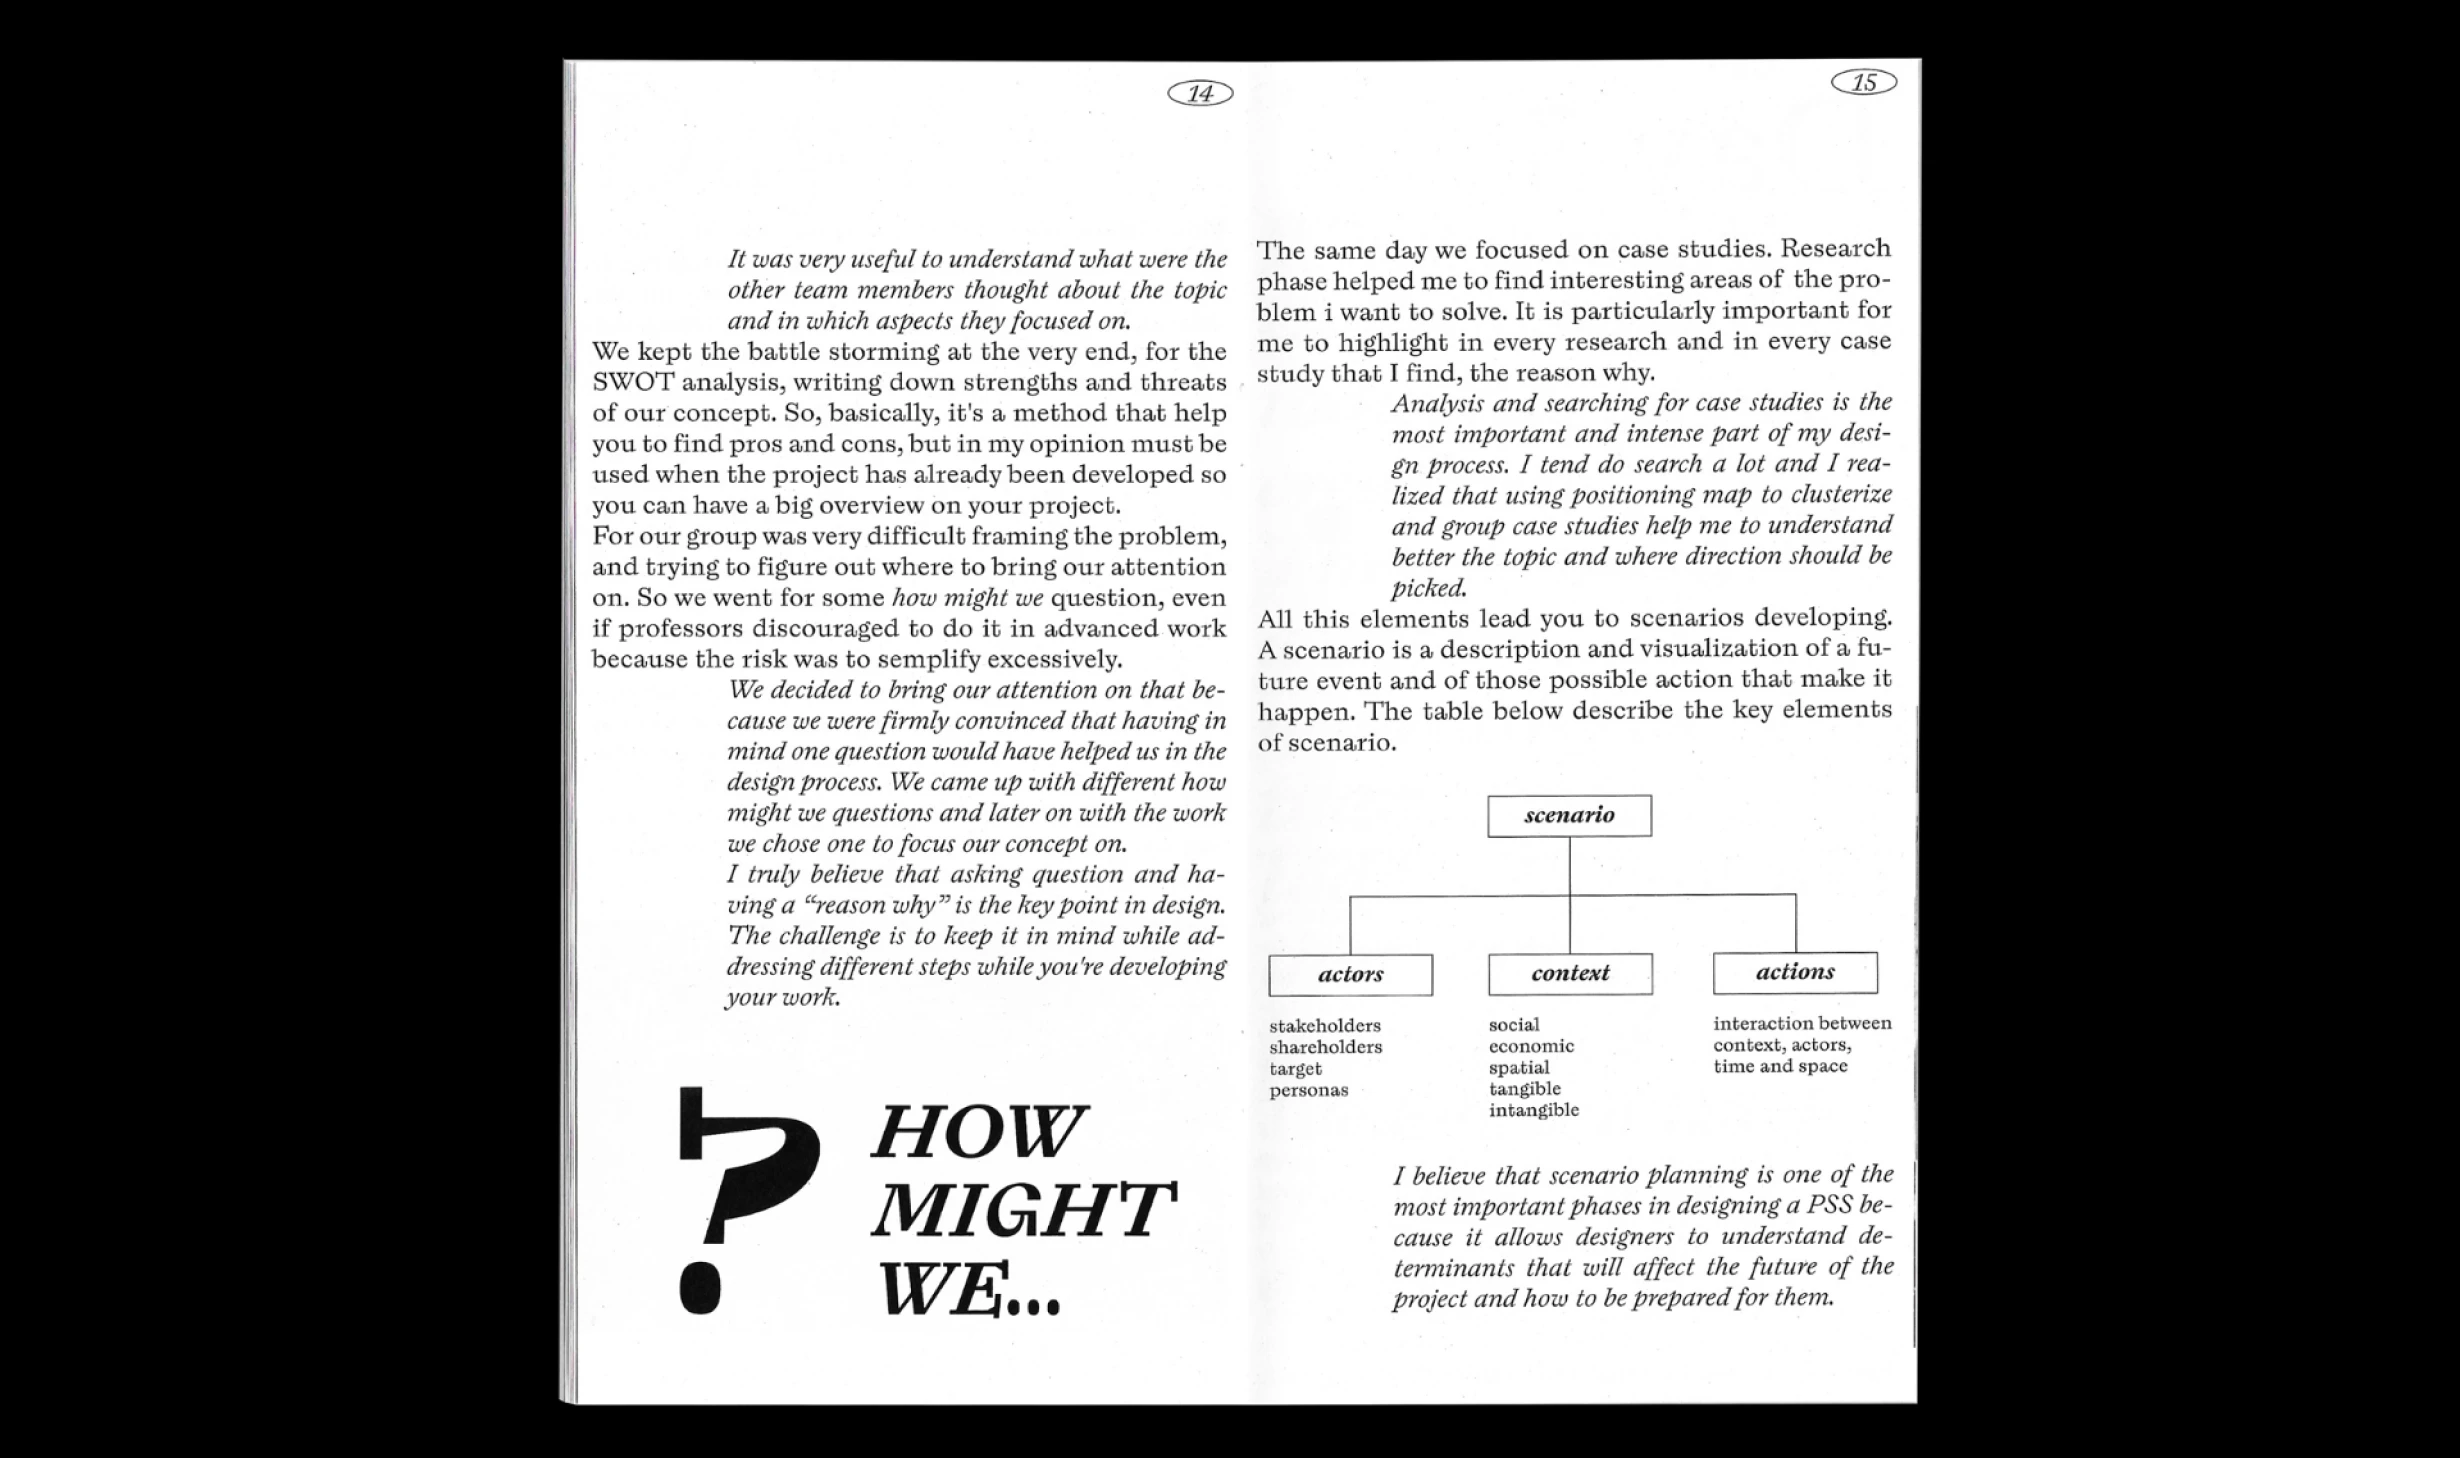 14
It was very useful to understand what were the
other team members thought about the topic
and in which aspects they focused on.
We kept the battle storming at the very end, for the
SWOT analysis, writing down strengths and threats
of our concept. So, basically, it's a method that help
you to find pros and cons, but in my opinion must be
used when the project has already been developed so
you can have a big overview on your project.
For our group was very difficult framing the problem,
and trying to figure out where to bring our attention
on. So we went for some how might we question, even
if professors discouraged to do it in advanced work
because the risk was to semplify excessively.
We decided to bring our attention on that be-
cause we were firmly convinced that having in
mind one question would have helped us in the
design process. We came up with different how
might we questions and later on with the work
we chose one to focus our concept on.
I truly believe that asking question and ha-
ving a “reason why” is the key point in design.
The challenge is to keep it in mind while ad-
dressing different steps while you're developing
your work.
?
HOW
MIGHT
WE...
15
The same day we focused on case studies. Research
phase helped me to find interesting areas of the pro-
blem i want to solve. It is particularly important for
me to highlight in every research and in every case
study that I find, the reason why.
Analysis and searching for case studies is the
most important and intense part of my desi-
gn process. I tend do search a lot and I rea-
lized that using positioning map to clusterize
and group case studies help me to understand
better the topic and where direction should be
picked.
All this elements lead you to scenarios developing.
A scenario is a description and visualization of a fu-
ture event and of those possible action that make it
happen. The table below describe the key elements
of scenario.
scenario
actors
context
actions
stakeholders
shareholders
target
personas
social
economic
spatial
tangible
intangible
interaction between
context, actors,
time and space
I believe that scenario planning is one of the
most important phases in designing a PSS be-
cause it allows designers to understand de-
terminants that will affect the future of the
project and how to be prepared for them.